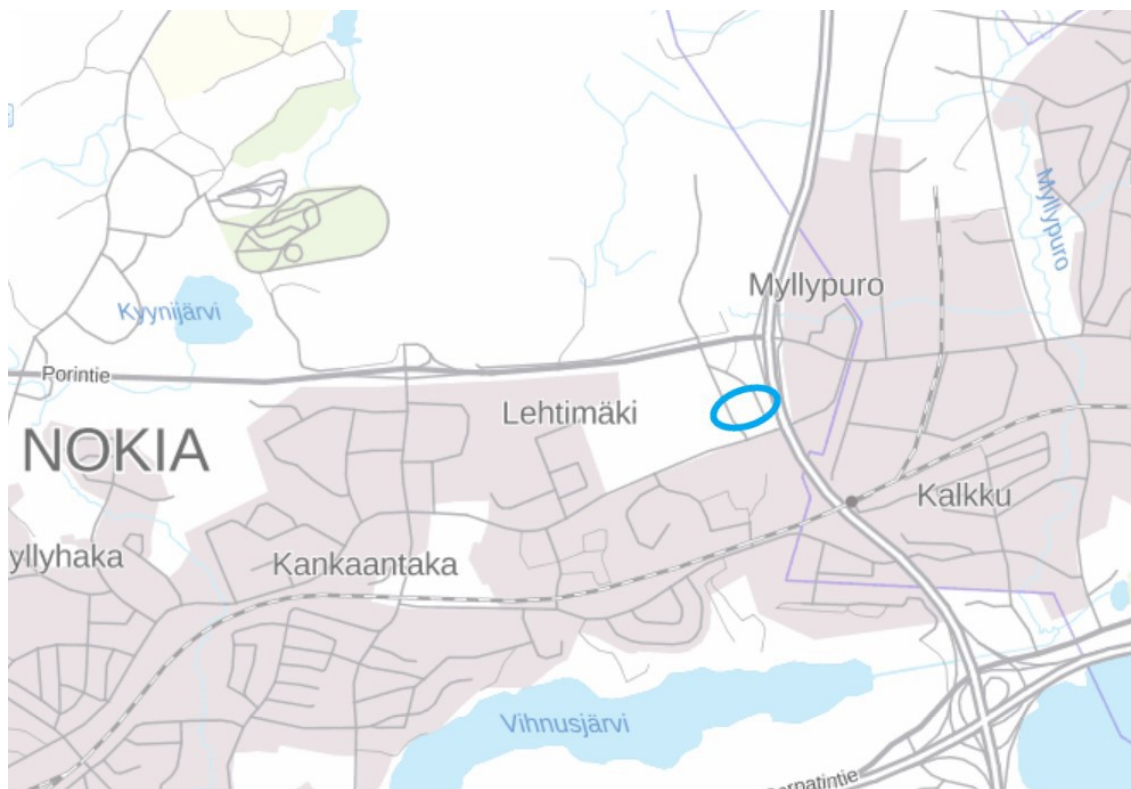 Myllypuro
Myllypuro
Kyynijärvi
Porintie
Lehtimäki
NOKIA
Kalkku
yllyhaka
Kankaantaka
Vihnusjärvi
rpatintie